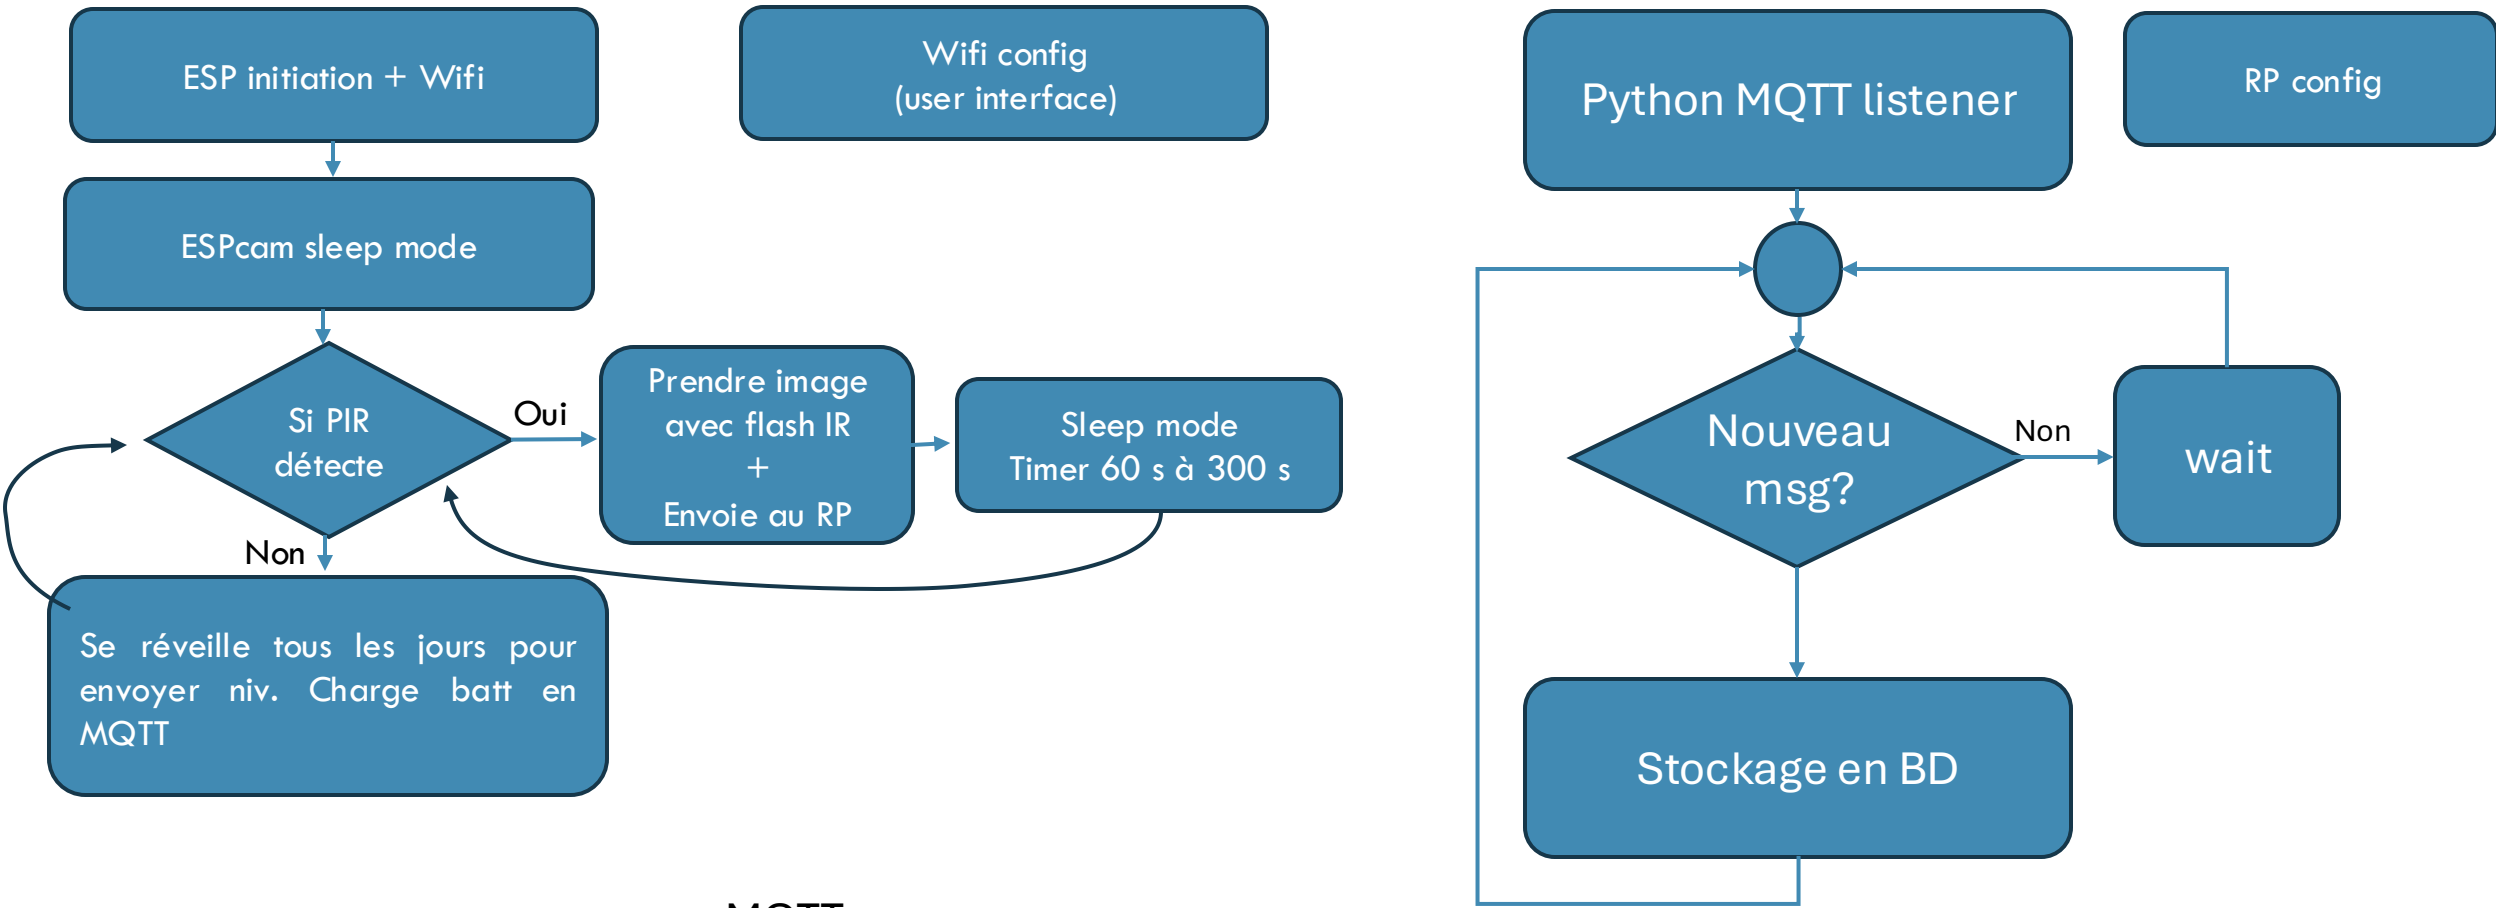 ESP initiation + Wifi
Wifi config
(user interface)
Python MQTT listener
RP config
ESPcam sleep mode
Si PIR
détecte
Oui
Non
Prendre image
avec flash IR
+
Envoie au RP
Sleep mode
Timer 60 s à 300 s
Se réveille tous les jours pour
envoyer niv. Charge batt en
MQTT
Nouveau
msg?
Non
wait
Stockage en BD
MQTT